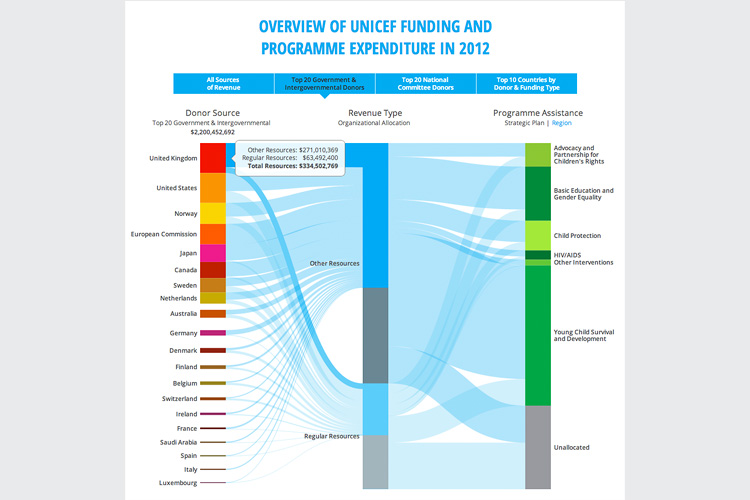 OVERVIEW OF UNICEF FUNDING AND
PROGRAMME EXPENDITURE IN 2012
All Sources
of Revenue
Top 20 Government &
Intergovernmental Donors
Top 20 National
Committee Donors
Top 10 Countries by
Donor & Funding Type
Donor Source
Top 20 Government & Intergovernmental
$2,200,452,692
Revenue Type
Organizational Allocation
Programme Assistance
Strategic Plan | Region
Other Resources: $271,010,369
Regular Resources: $63,492,400
Total Resources: $334,502,769
United Kingdom
United States
Norway
European Commission
Japan
Canada
Sweden
Netherlands
Australia
Germany
Denmark
Finland
Belgium
Switzerland
Ireland
France
Saudi Arabia
Spain
Italy
Luxembourg
Other Resources
Regular Resources
Advocacy and
Partnership for
Children's Rights
Basic Education and
Gender Equality
Child Protection
HIV/AIDS
Other Interventions
Young Child Survival
and Development
Unallocated